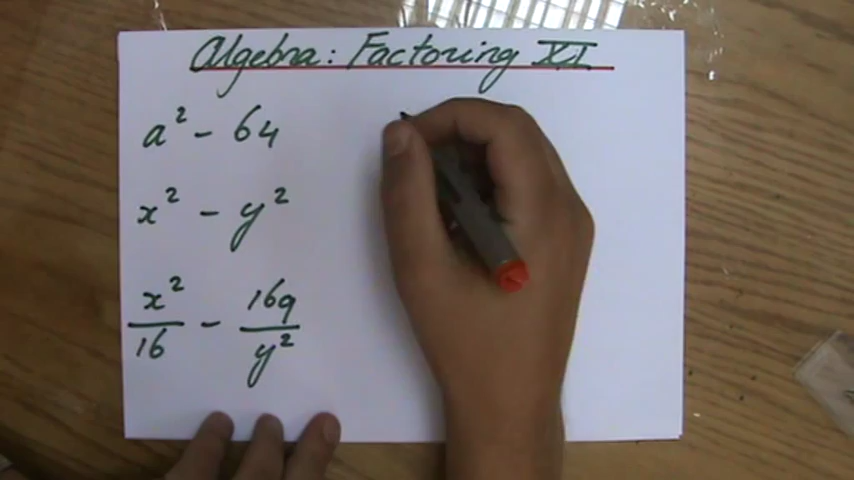 Algebra: Factoring XI
a² - 64
x² - y²
x²/16 - 169/y²